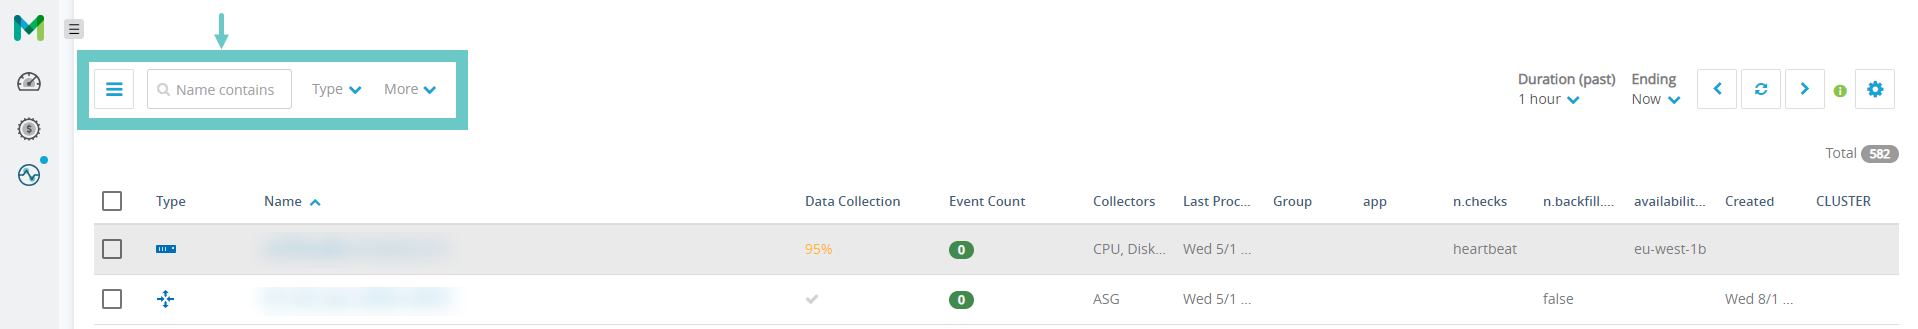 Name contains Type More
Duration (past) Ending
1 hour Now
Total 582
Type Name Data Collection Event Count Collectors Last Proc... Group app n.checks n.backfill.... availabilit... Created CLUSTER
95% 0 CPU, Disk... Wed 5/1 ... heartbeat eu-west-1b
0 ASG Wed 5/1 ... false Wed 8/1 ...